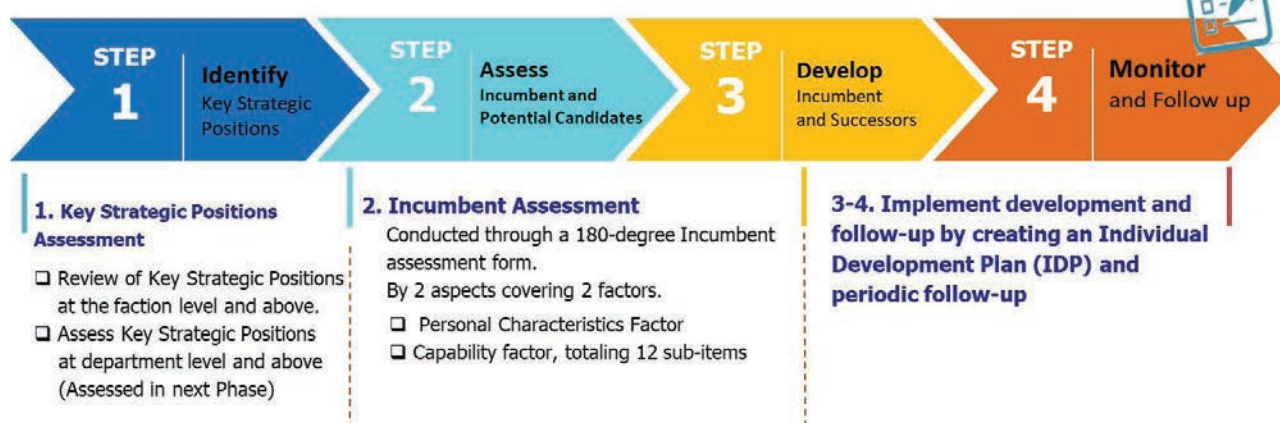 STEP
1
Identify
Key Strategic
Positions
STEP
2
Assess
Incumbent and
Potential Candidates
STEP
3
Develop
Incumbent
and Successors
STEP
4
Monitor
and Follow up
1. Key Strategic Positions
Assessment
❑ Review of Key Strategic Positions
at the faction level and above.
❑ Assess Key Strategic Positions
at department level and above
(Assessed in next Phase)
2. Incumbent Assessment
Conducted through a 180-degree Incumbent
assessment form.
By 2 aspects covering 2 factors.
❑ Personal Characteristics Factor
❑ Capability factor, totaling 12 sub-items
3-4. Implement development and
follow-up by creating an Individual
Development Plan (IDP) and
periodic follow-up